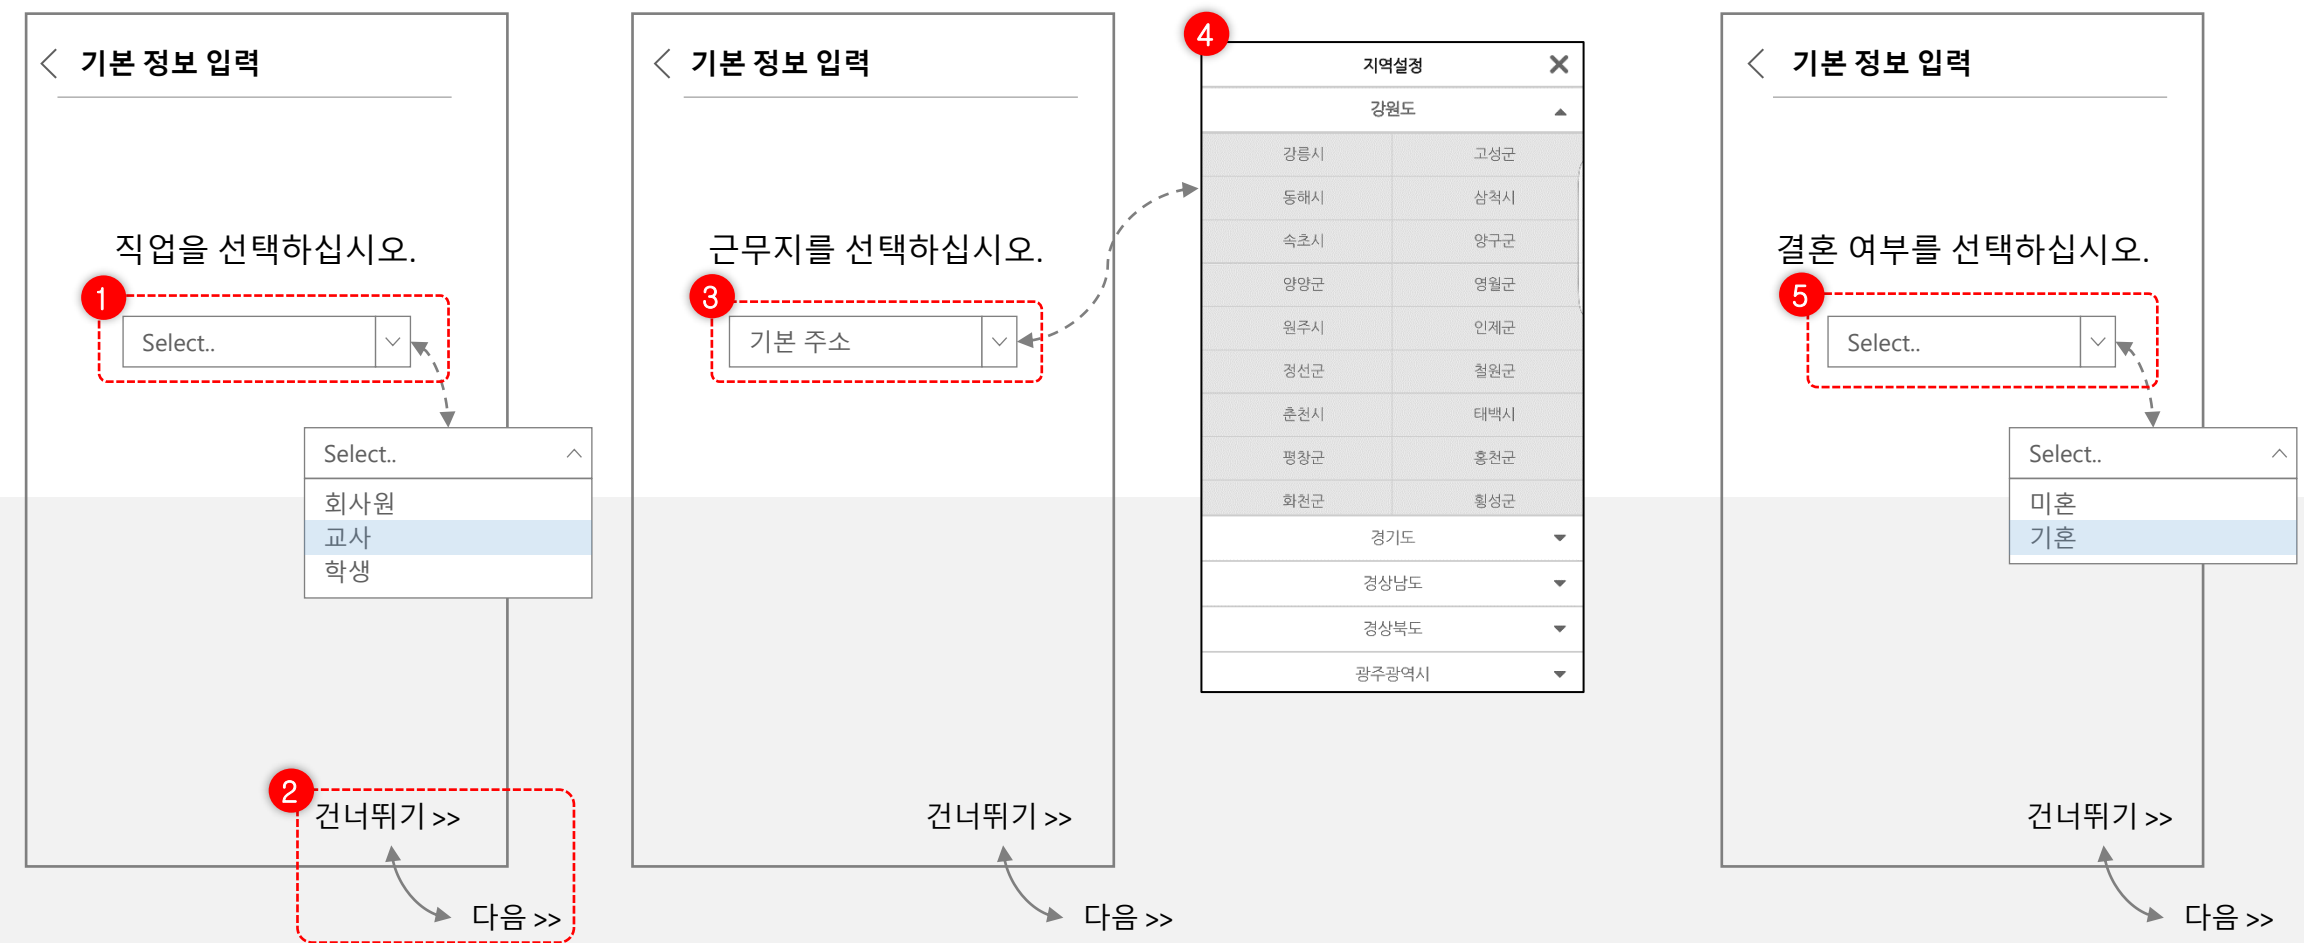 기본 정보 입력
직업을 선택하십시오.
1
Select..
Select..
회사원
교사
학생
2
건너뛰기 >>
다음 >>
기본 정보 입력
근무지를 선택하십시오.
3
기본 주소
건너뛰기 >>
다음 >>
4
지역설정
강원도
강릉시 고성군
동해시 삼척시
속초시 양구군
양양군 영월군
원주시 인제군
정선군 철원군
춘천시 태백시
평창군 홍천군
화천군 횡성군
경기도
경상남도
경상북도
광주광역시
기본 정보 입력
결혼 여부를 선택하십시오.
5
Select..
Select..
미혼
기혼
건너뛰기 >>
다음 >>